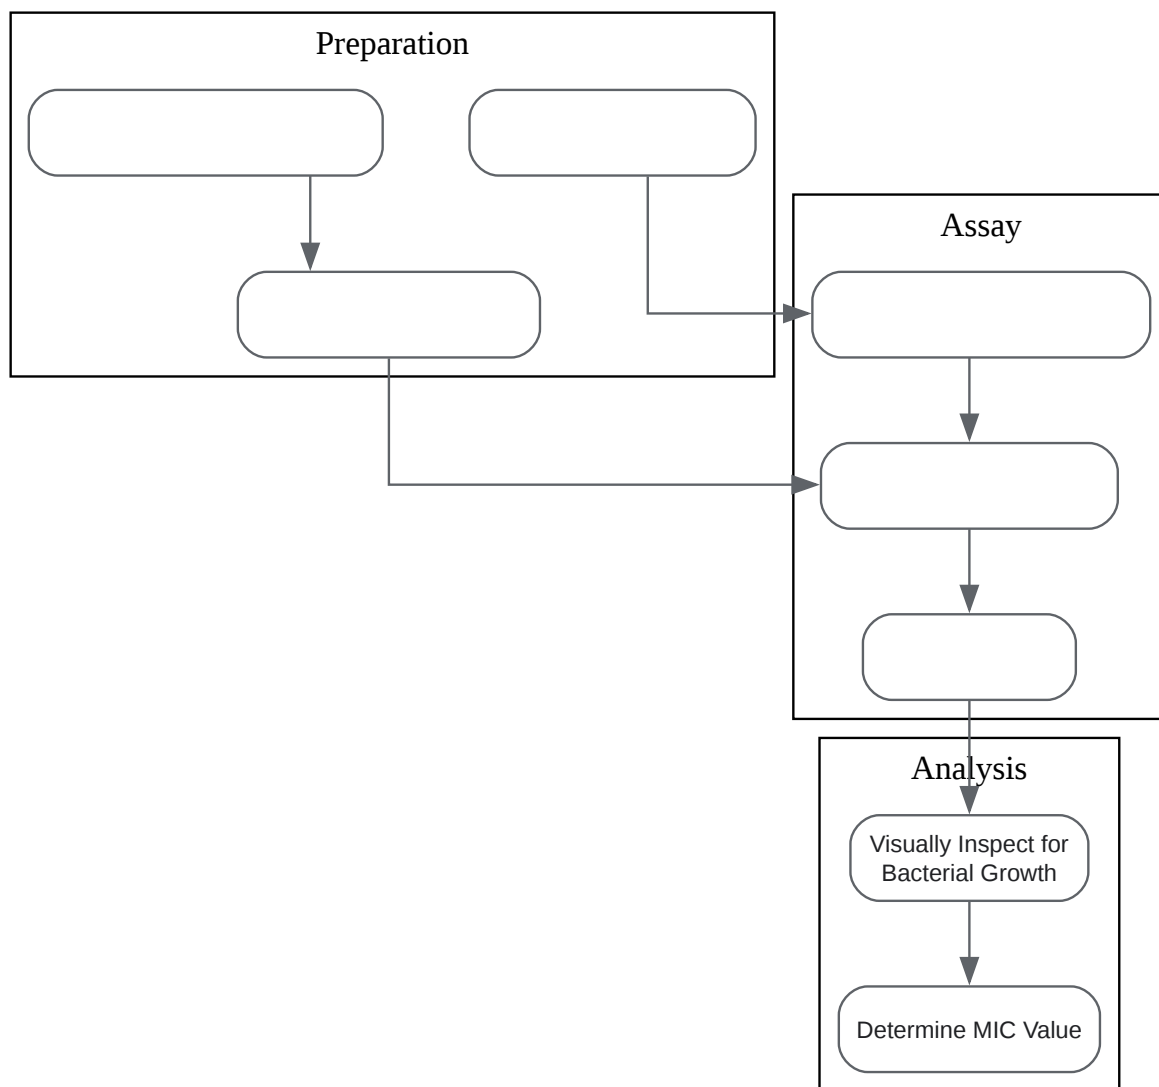 Preparation
Assay
Analysis
Visually Inspect for
Bacterial Growth
Determine MIC Value